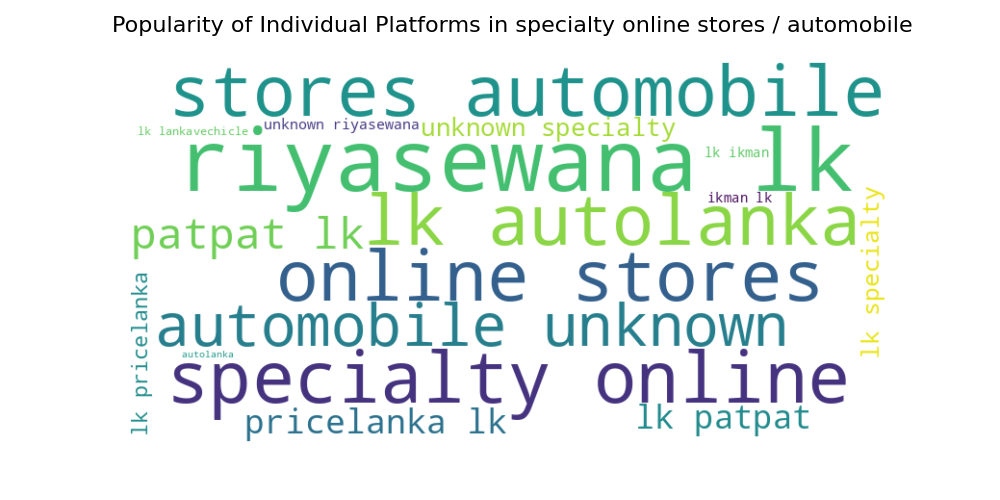 Popularity of Individual Platforms in specialty online stores / automobile
stores automobile
lk lankavechicle
unknown riyasewana
unknown specialty
riyasewana lk
lk ikman
ikman lk
lk autolanka
patpat lk
lk specialty
online stores
lk pricelanka
automobile unknown
autolanka
specialty online
pricelanka lk
lk patpat